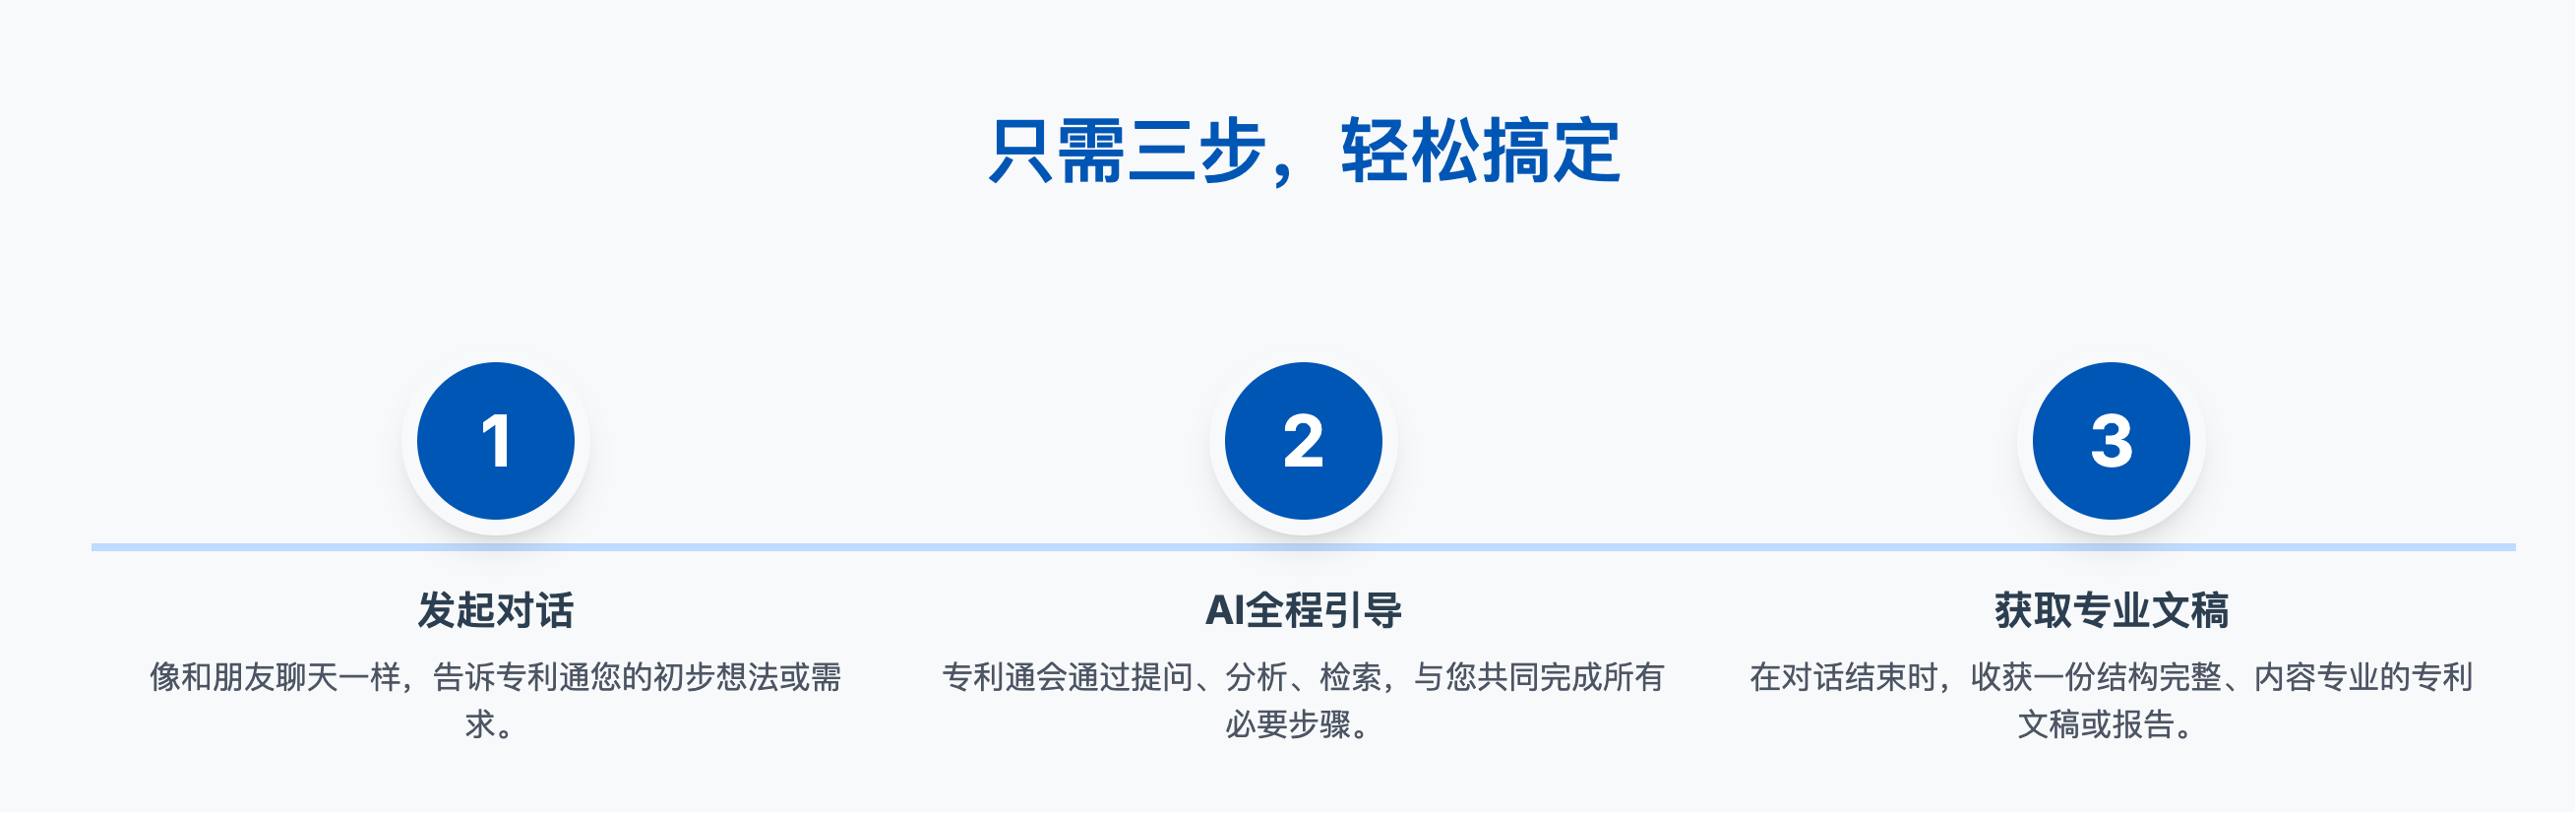 只需三步，轻松搞定
1
发起对话
像和朋友聊天一样，告诉专利通您的初步想法或需
求。
2
AI全程引导
专利通会通过提问、分析、检索，与您共同完成所有
必要步骤。
3
获取专业文稿
在对话结束时，收获一份结构完整、内容专业的专利
文稿或报告。